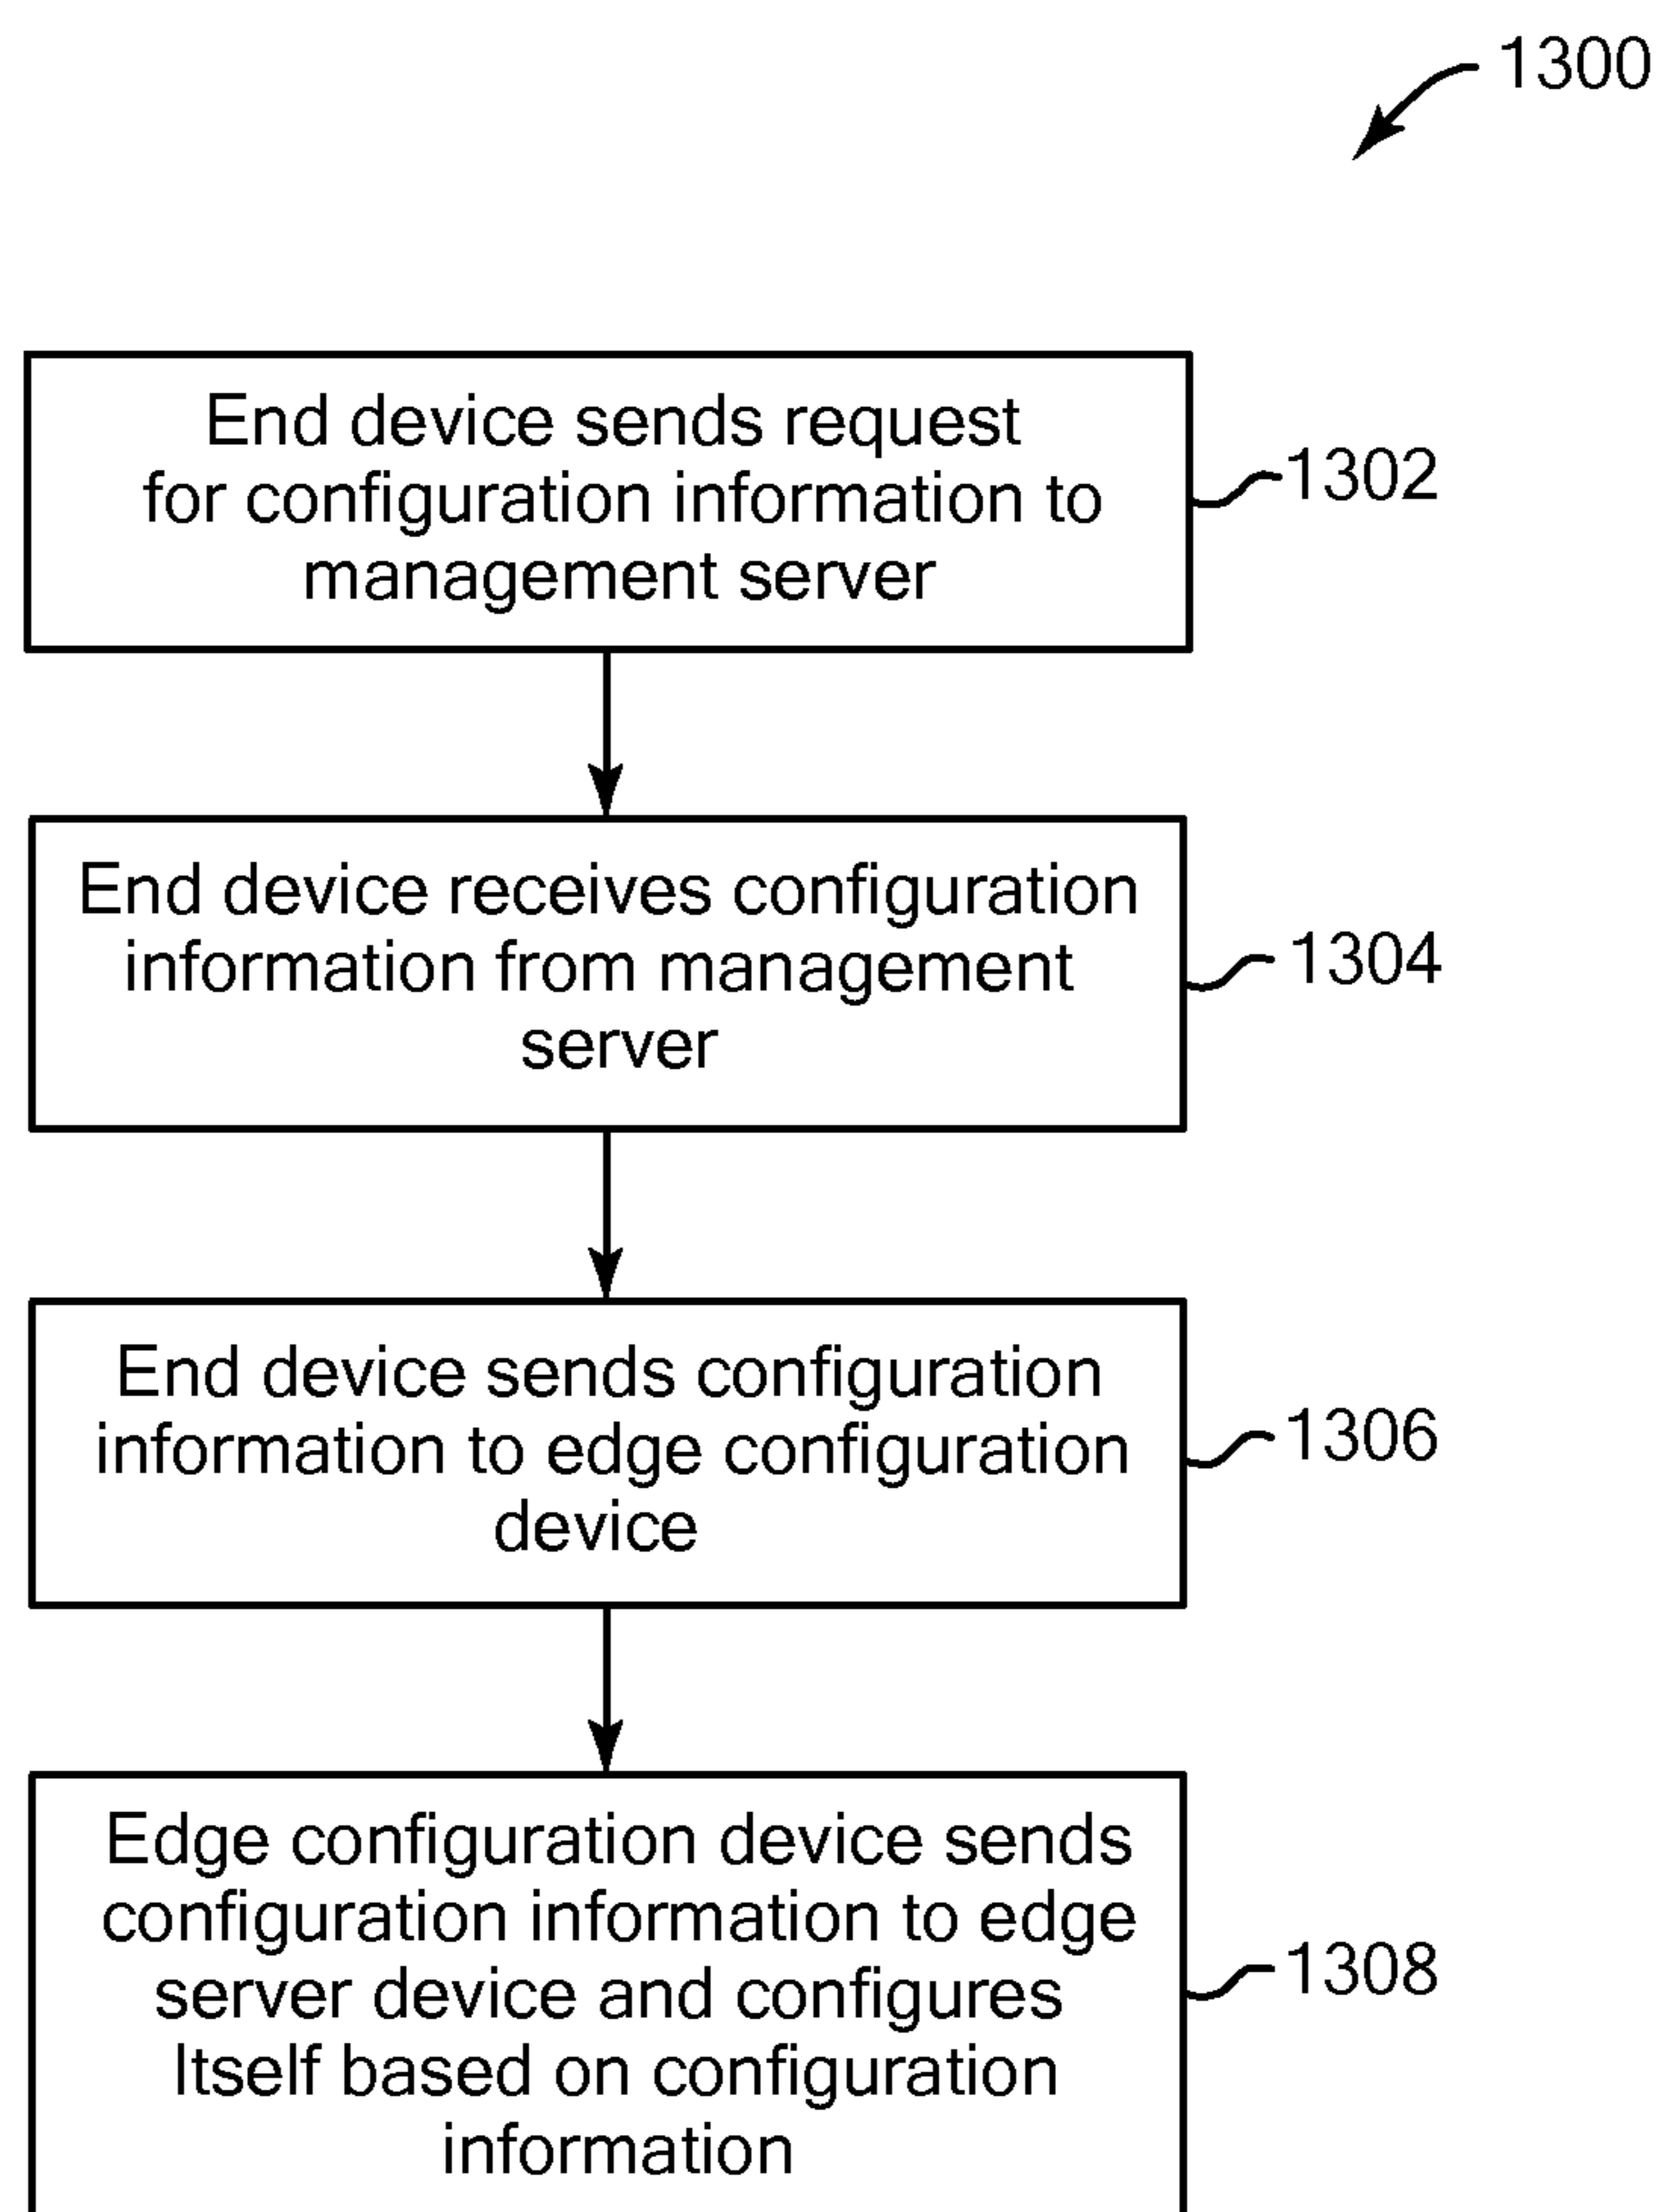 1300
End device sends request
for configuration information to
management server
1302
End device receives configuration
information from management
server
1304
End device sends configuration
information to edge configuration
device
1306
Edge configuration device sends
configuration information to edge
server device and configures
Itself based on configuration
information
1308